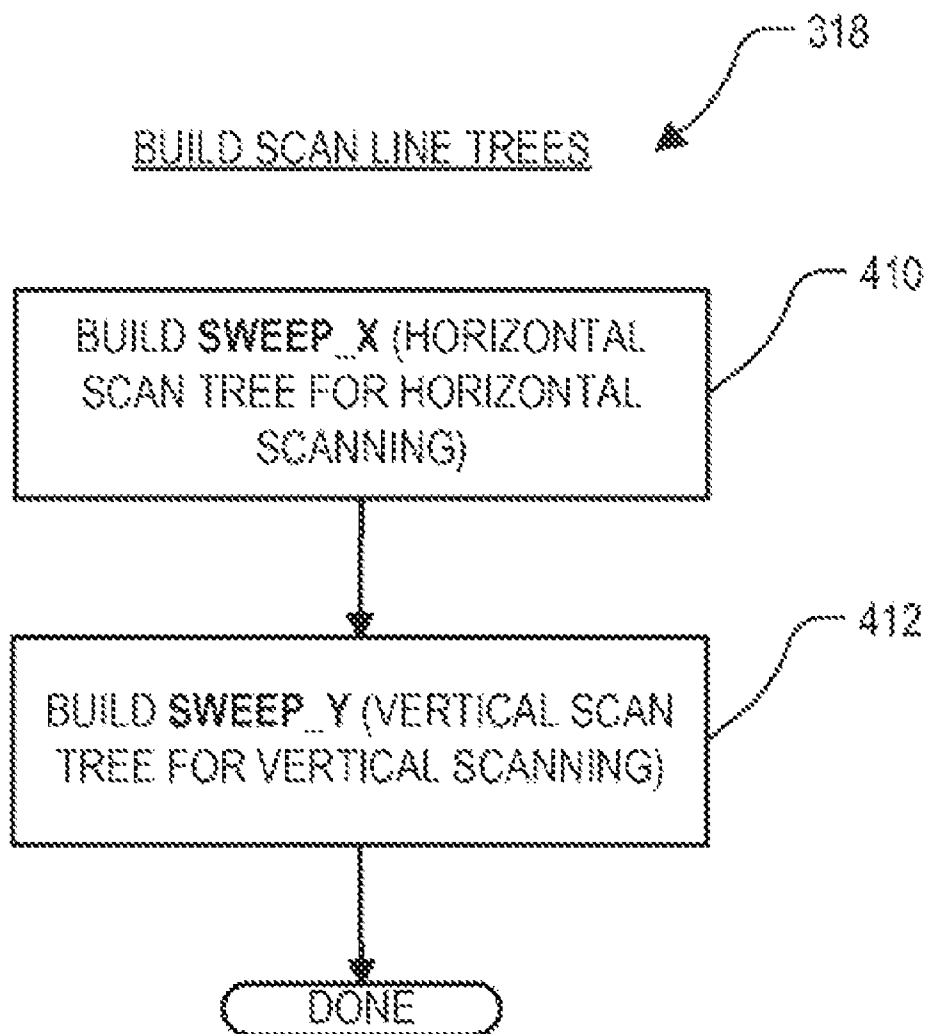 318
BUILD SCAN LINE TREES
410
BUILD SWEEP_X (HORIZONTAL
SCAN TREE FOR HORIZONTAL
SCANNING)
412
BUILD SWEEP_Y (VERTICAL SCAN
TREE FOR VERTICAL SCANNING)
DONE